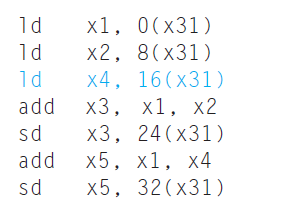 ld x1, 0(x31)
ld x2, 8(x31)
ld x4, 16(x31)
add x3, x1, x2
sd x3, 24(x31)
add x5, x1, x4
sd x5, 32(x31)